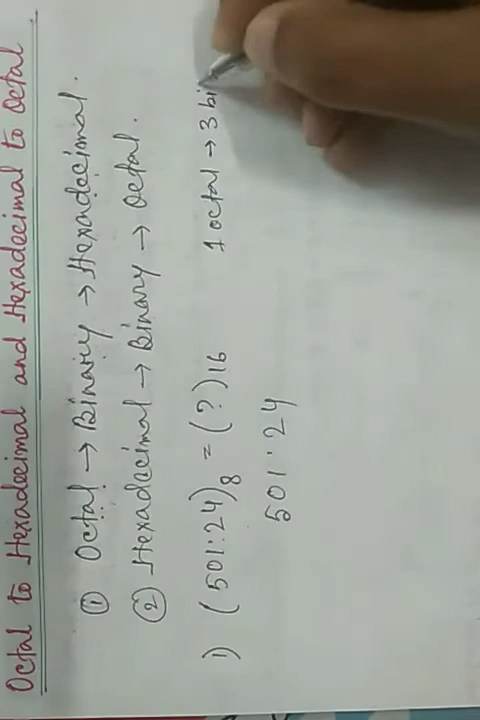 Octal to Hexadecimal and Hexadecimal to Octal
① Octal → Binary → Hexadecimal.
② Hexadecimal → Binary → Octal.
1) (501.24)8 = (?)16 1 octal → 3 bi
501.24